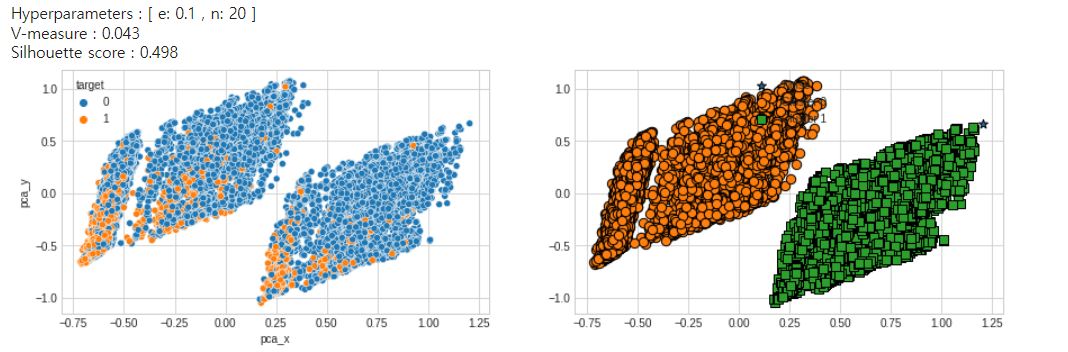 Hyperparameters : [ e: 0.1 , n: 20 ]
V-measure : 0.043
Silhouette score : 0.498
target
0
1
1.0
0.5
0.0
−0.5
−1.0
pca_y
−0.75 −0.50 −0.25 0.00 0.25 0.50 0.75 1.00 1.25
pca_x
1.0
0.5
0.0
−0.5
−1.0
−0.75 −0.50 −0.25 0.00 0.25 0.50 0.75 1.00 1.25